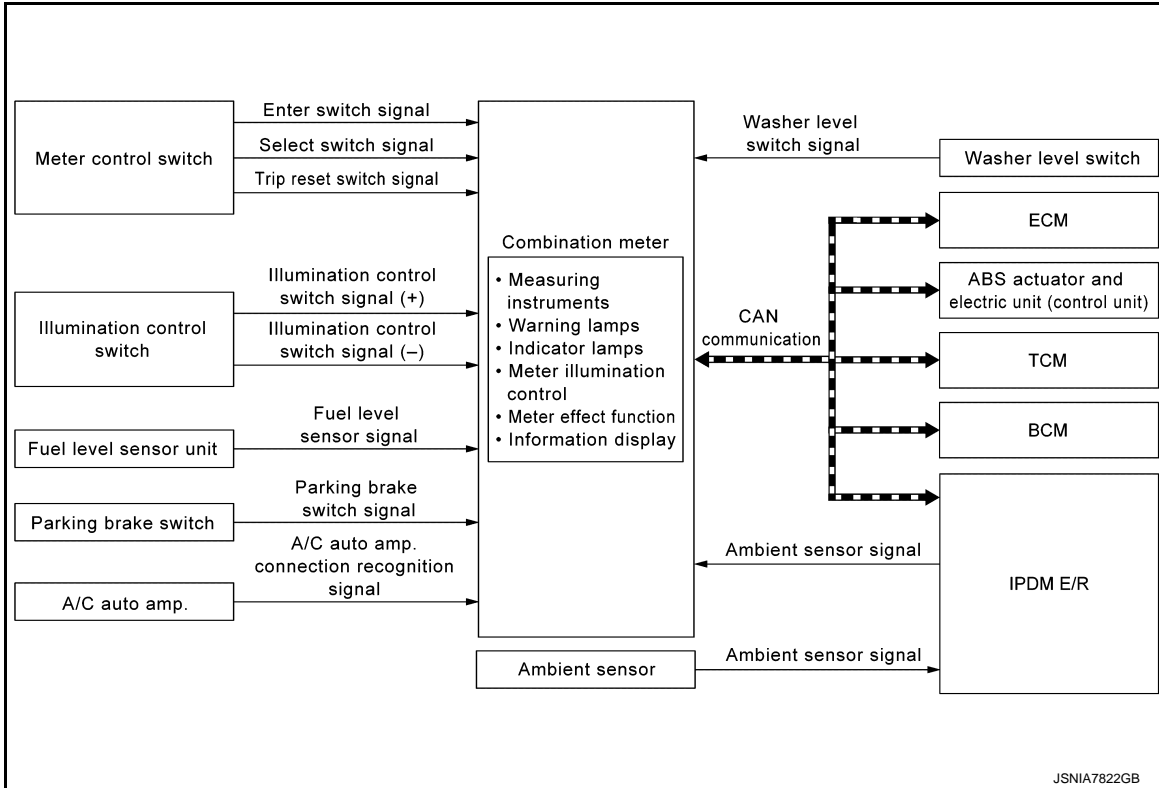 Meter control switch
Enter switch signal
Select switch signal
Trip reset switch signal
Illumination control
switch
Illumination control
switch signal (+)
Illumination control
switch signal (–)
Fuel level sensor unit
Fuel level
sensor signal
Parking brake switch
Parking brake
switch signal
A/C auto amp.
A/C auto amp.
connection recognition
signal
Combination meter
• Measuring
instruments
• Warning lamps
• Indicator lamps
• Meter illumination
control
• Meter effect function
• Information display
Ambient sensor
Washer level
switch signal
Washer level switch
CAN
communication
ECM
ABS actuator and
electric unit (control unit)
TCM
BCM
IPDM E/R
Ambient sensor signal
Ambient sensor signal
JSNIA7822GB